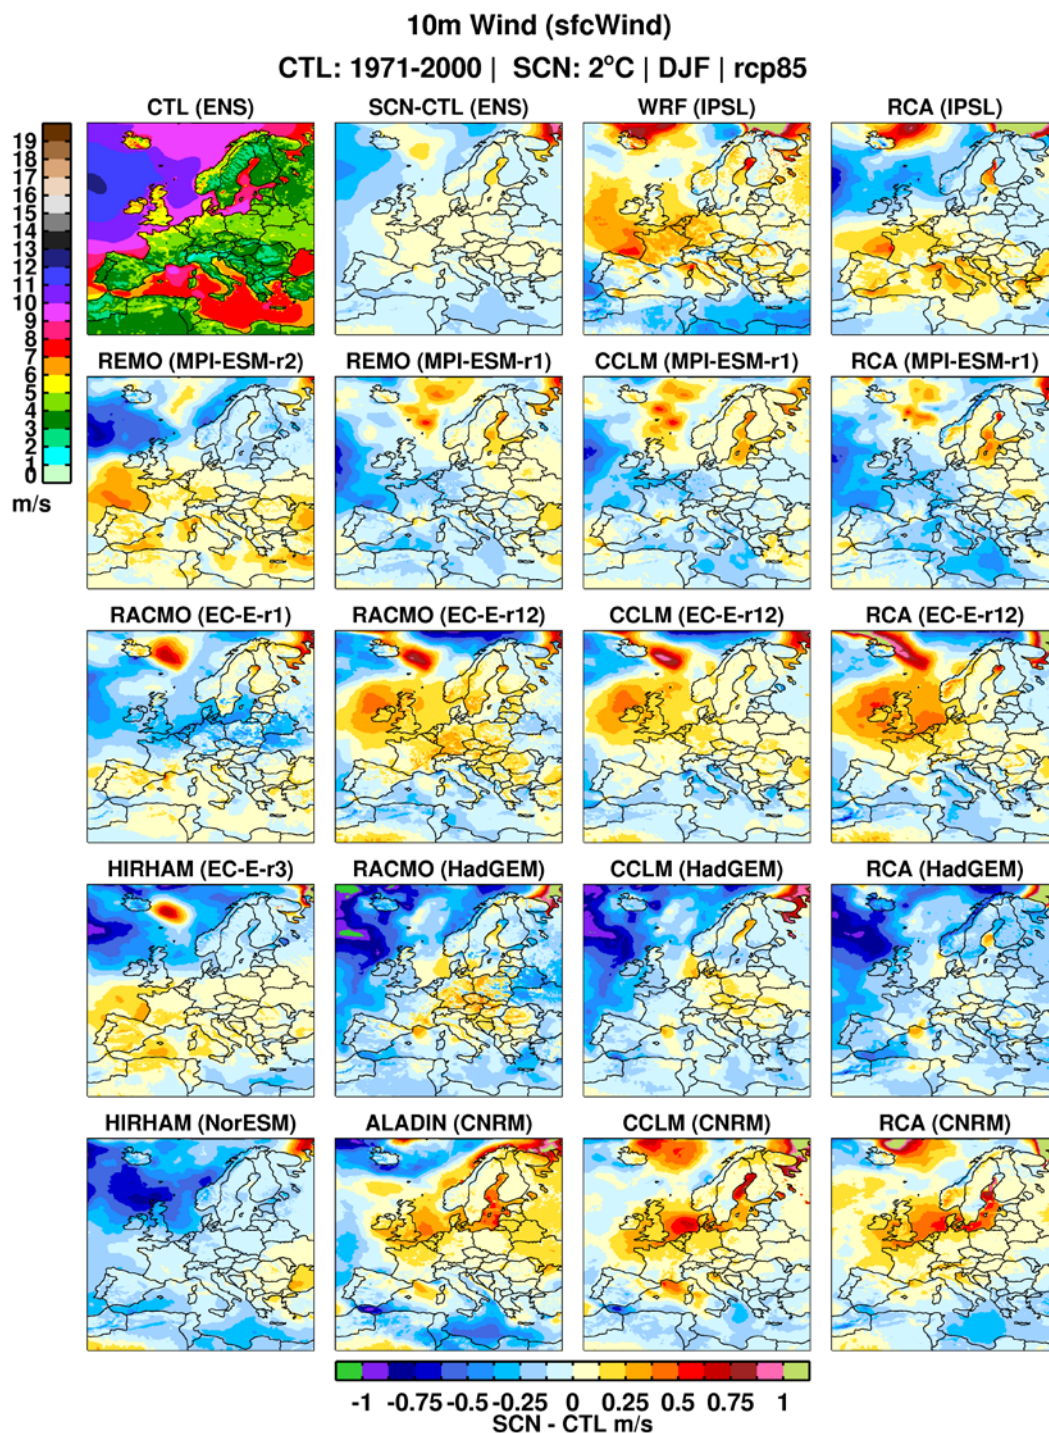 10m Wind (sfcWind)
CTL: 1971-2000 | SCN: 2°C | DJF | rcp85
CTL (ENS) SCN-CTL (ENS) WRF (IPSL) RCA (IPSL)
19
18
17
16
15
14
13
12
11
10
9
8
7
6
5
4
3
2
1
0
m/s
REMO (MPI-ESM-r2) REMO (MPI-ESM-r1) CCLM (MPI-ESM-r1) RCA (MPI-ESM-r1)
RACMO (EC-E-r1) RACMO (EC-E-r12) CCLM (EC-E-r12) RCA (EC-E-r12)
HIRHAM (EC-E-r3) RACMO (HadGEM) CCLM (HadGEM) RCA (HadGEM)
HIRHAM (NorESM) ALADIN (CNRM) CCLM (CNRM) RCA (CNRM)
-1 -0.75 -0.5 -0.25 0 0.25 0.5 0.75 1
SCN - CTL m/s